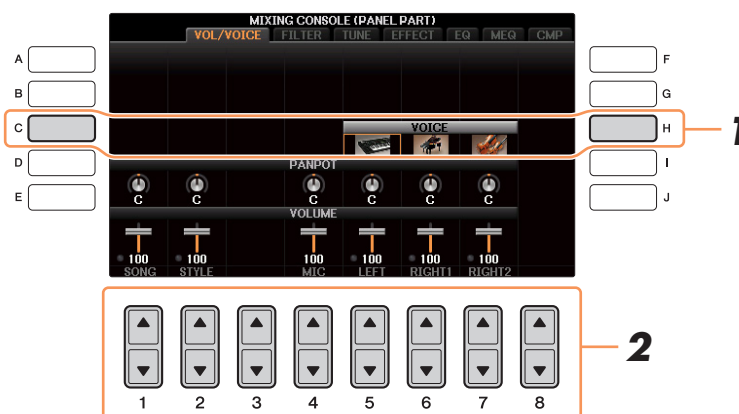 MIXING CONSOLE (PANEL PART)
VOL/VOICE FILTER TUNE EFFECT EQ MEQ CMP
A F
B G
C VOICE H 1
D PANPOT I
E C C C C C C J
VOLUME
100 100 100 100 100 100
SONG STYLE MIC LEFT RIGHT1 RIGHT2
2
1 2 3 4 5 6 7 8